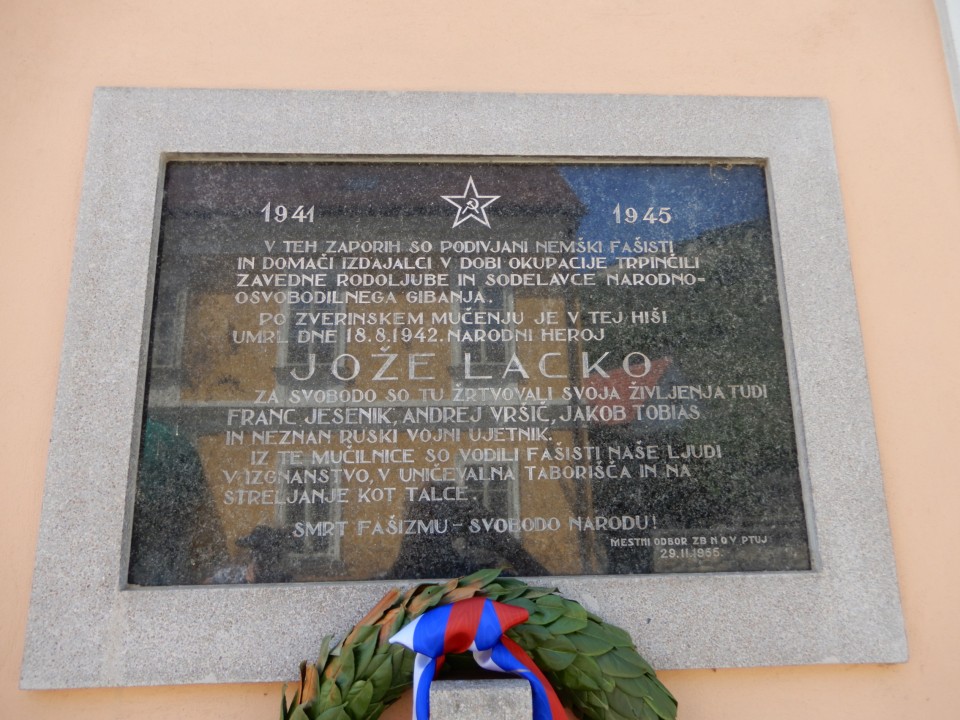 1941 1945
V TEH ZAPORIH SO PODIVJANI NEMŠKI FAŠISTI
IN DOMAČI IZDAJALCI V DOBI OKUPACIJE TRPINČILI
ZAVEDNE RODOLJUBE IN SODELAVCE NARODNO-
OSVOBODILNEGA GIBANJA.
PO ZVERINSKEM MUČENJU JE V TEJ HIŠI
UMRL DNE 18.8.1942. NARODNI HEROJ
JOŽE LACKO
ZA SVOBODO SO TU ŽRTVOVALI SVOJA ŽIVLJENJA TUDI
FRANC JESENIK, ANDREJ VRŠIČ, JAKOB TOBIAS
IN NEZNAN RUSKI VOJNI UJETNIK.
IZ TE MUČILNICE SO VODILI FAŠISTI NAŠE LJUDI
V IZGNANSTVO, V UNIČEVALNA TABORIŠČA IN NA
STRELJANJE KOT TALCE.
SMRT FAŠIZMU - SVOBODO NARODU!
MESTNI ODBOR ZB NOV PTUJ
29.11.1955.